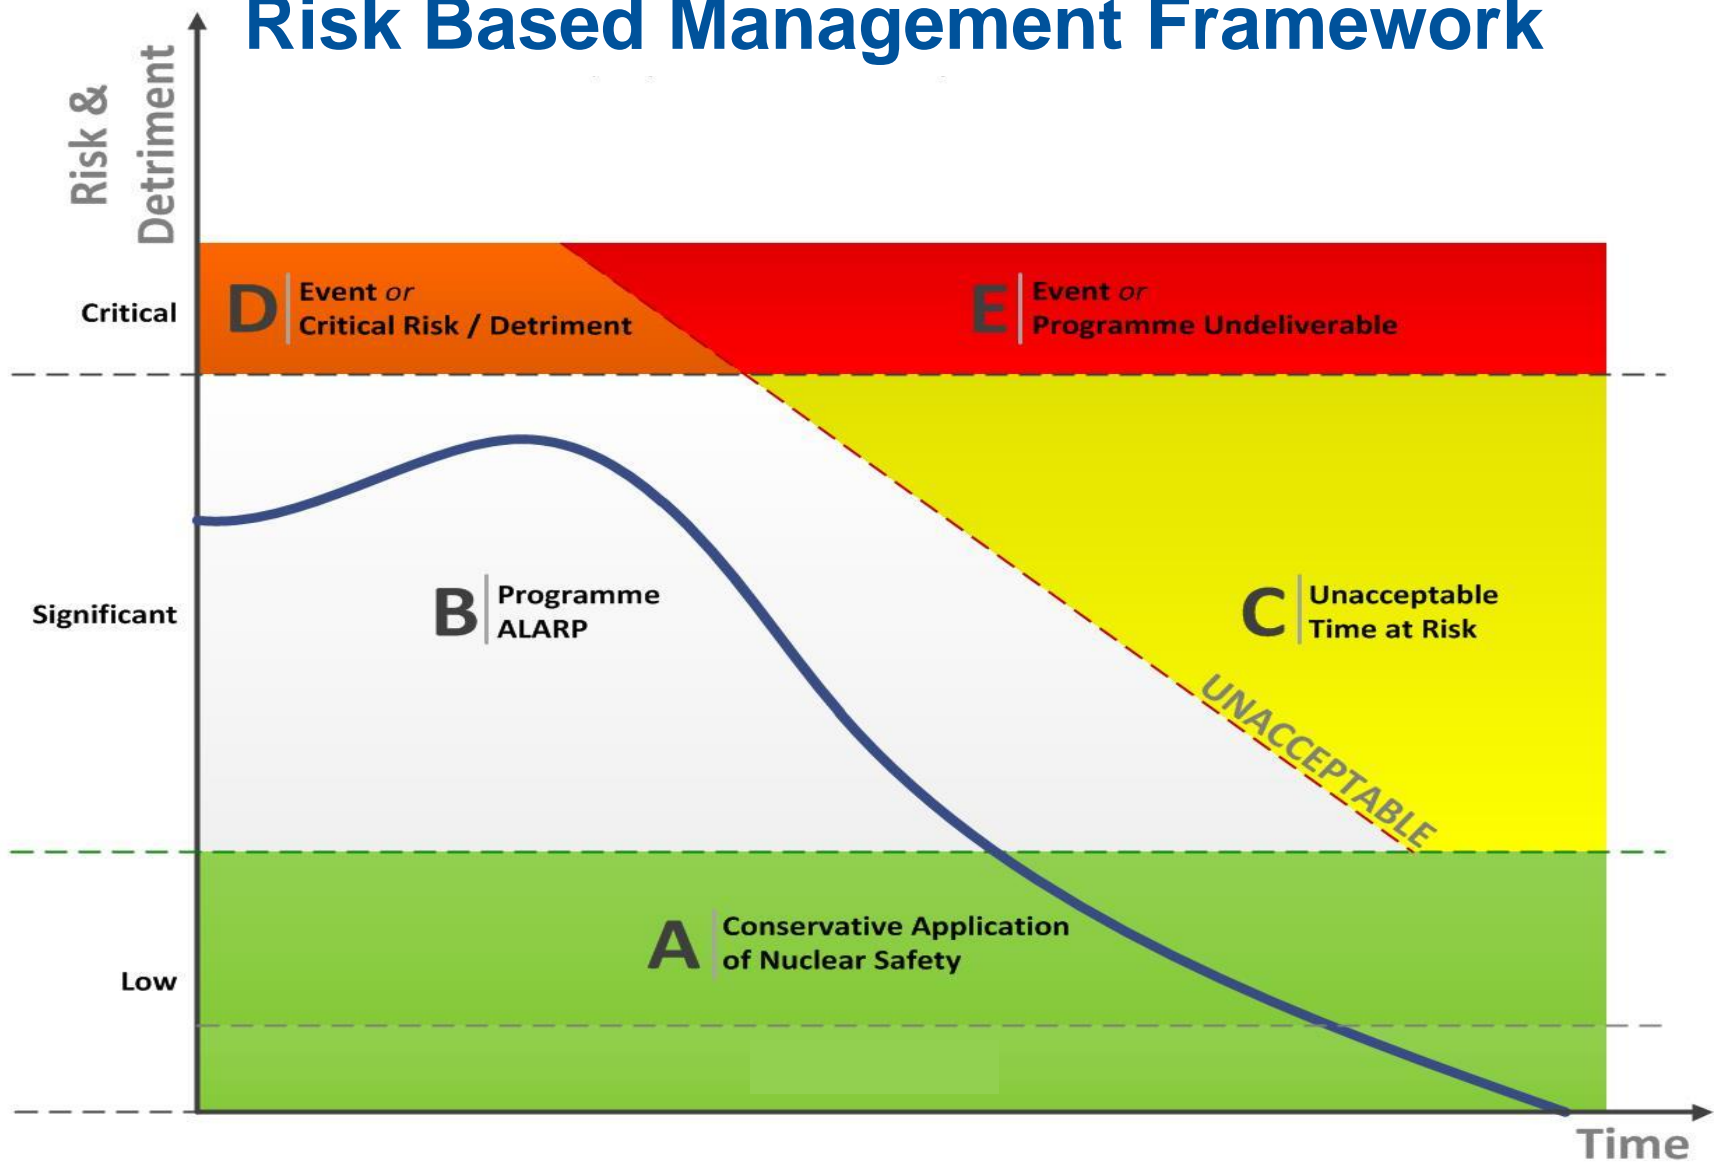 Risk Based Management Framework
Risk &
Detriment
Critical
D
Event or
Critical Risk / Detriment
E
Event or
Programme Undeliverable
Significant
B
Programme
ALARP
C
Unacceptable
Time at Risk
UNACCEPTABLE
A
Conservative Application
of Nuclear Safety
Low
Time